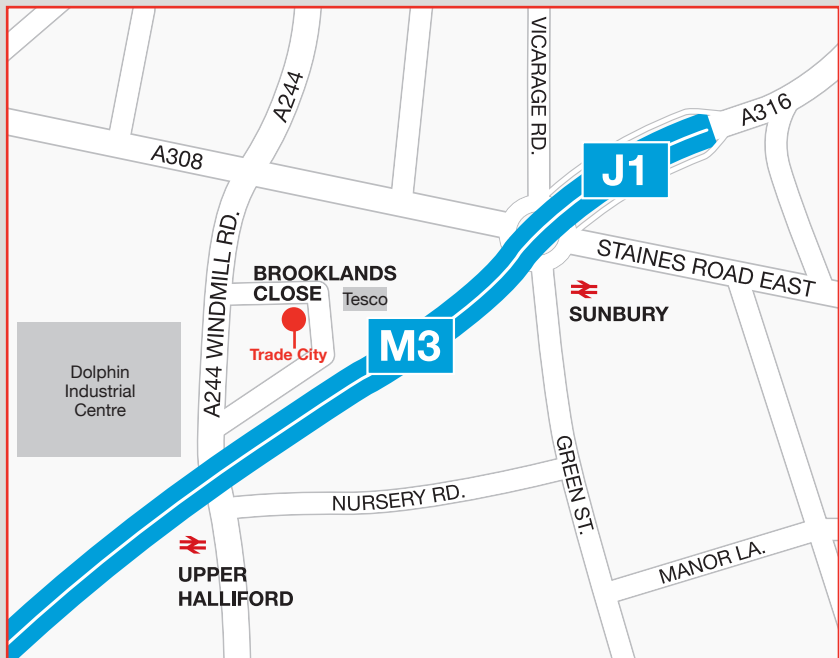 VICARAGE RD.
A244
A316
A308
J1
STAINES ROAD EAST
A244 WINDMILL RD.
BROOKLANDS
CLOSE
Tesco
SUNBURY
M3
Trade City
Dolphin
Industrial
Centre
GREEN ST.
NURSERY RD.
MANOR LA.
UPPER
HALLIFORD